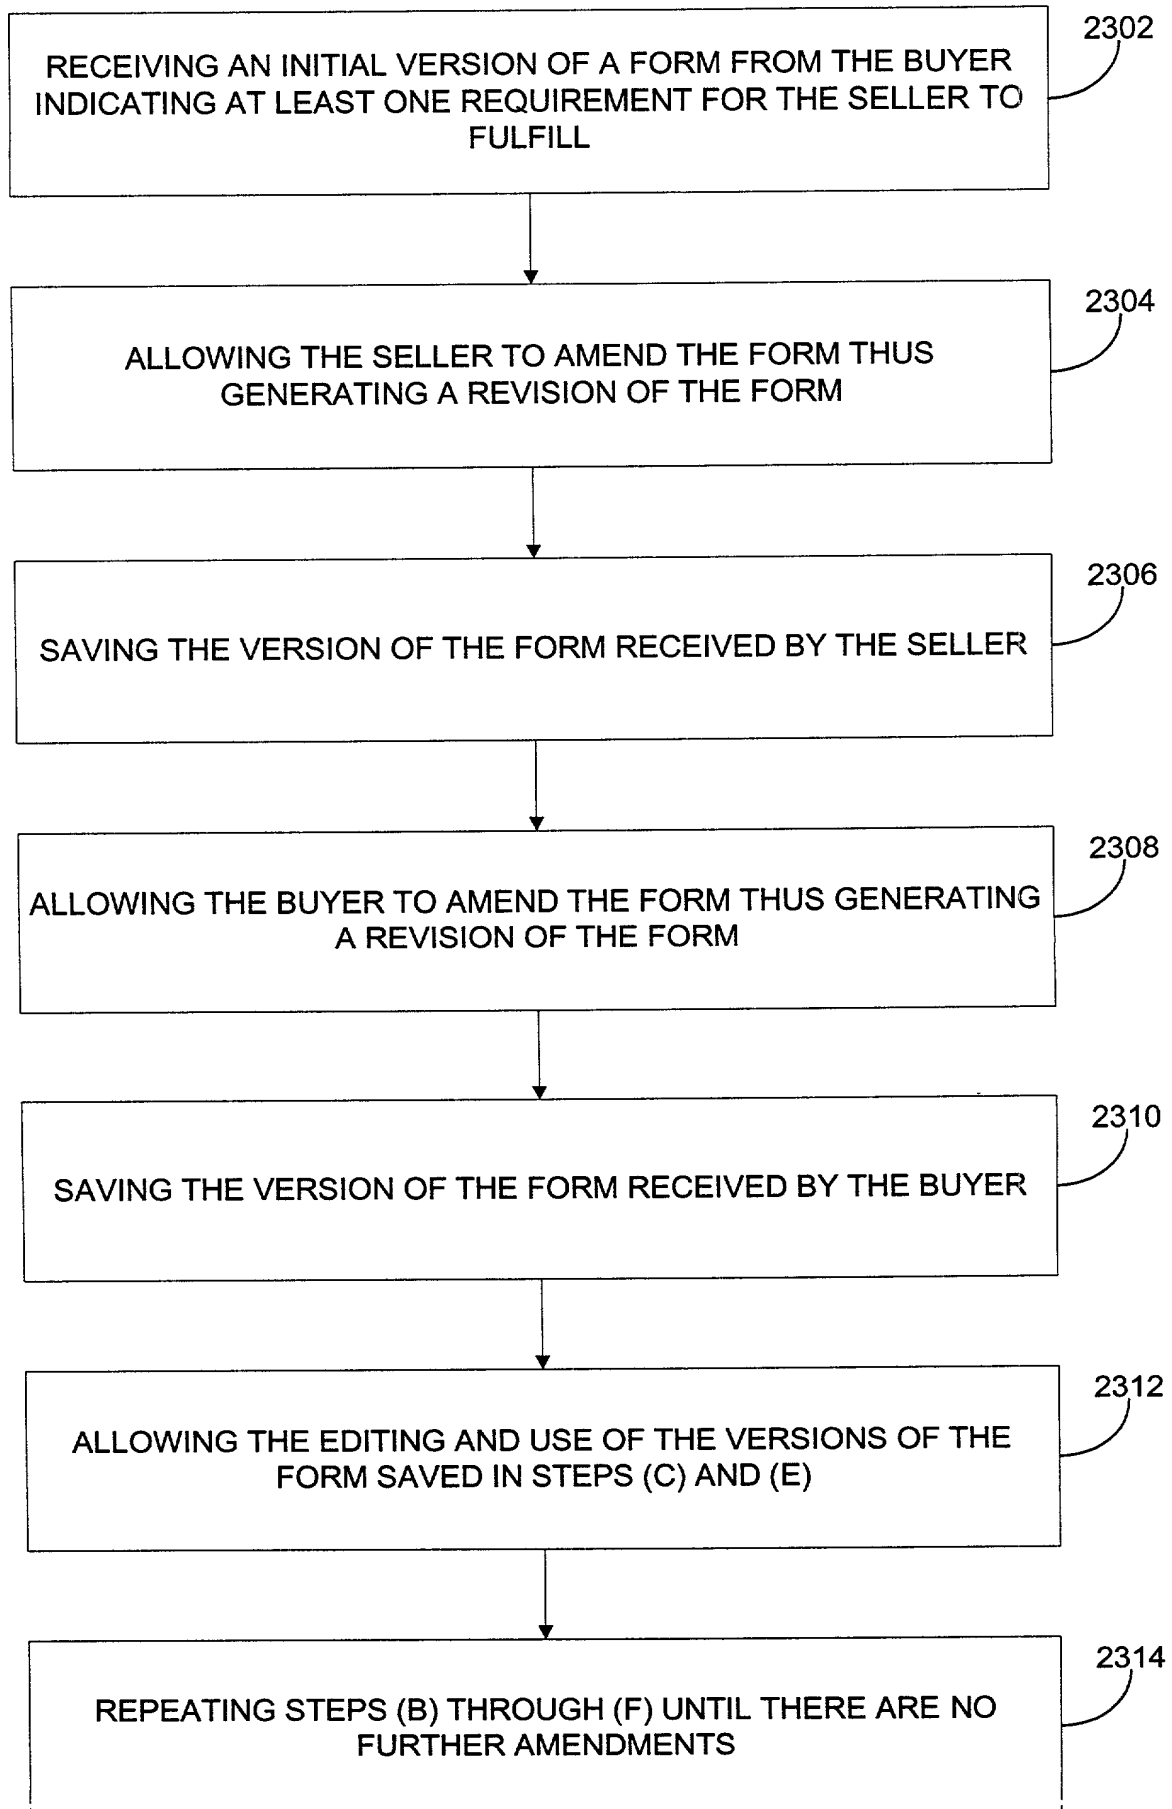 2302
RECEIVING AN INITIAL VERSION OF A FORM FROM THE BUYER
INDICATING AT LEAST ONE REQUIREMENT FOR THE SELLER TO
FULFILL
2304
ALLOWING THE SELLER TO AMEND THE FORM THUS
GENERATING A REVISION OF THE FORM
2306
SAVING THE VERSION OF THE FORM RECEIVED BY THE SELLER
2308
ALLOWING THE BUYER TO AMEND THE FORM THUS GENERATING
A REVISION OF THE FORM
2310
SAVING THE VERSION OF THE FORM RECEIVED BY THE BUYER
2312
ALLOWING THE EDITING AND USE OF THE VERSIONS OF THE
FORM SAVED IN STEPS (C) AND (E)
2314
REPEATING STEPS (B) THROUGH (F) UNTIL THERE ARE NO
FURTHER AMENDMENTS